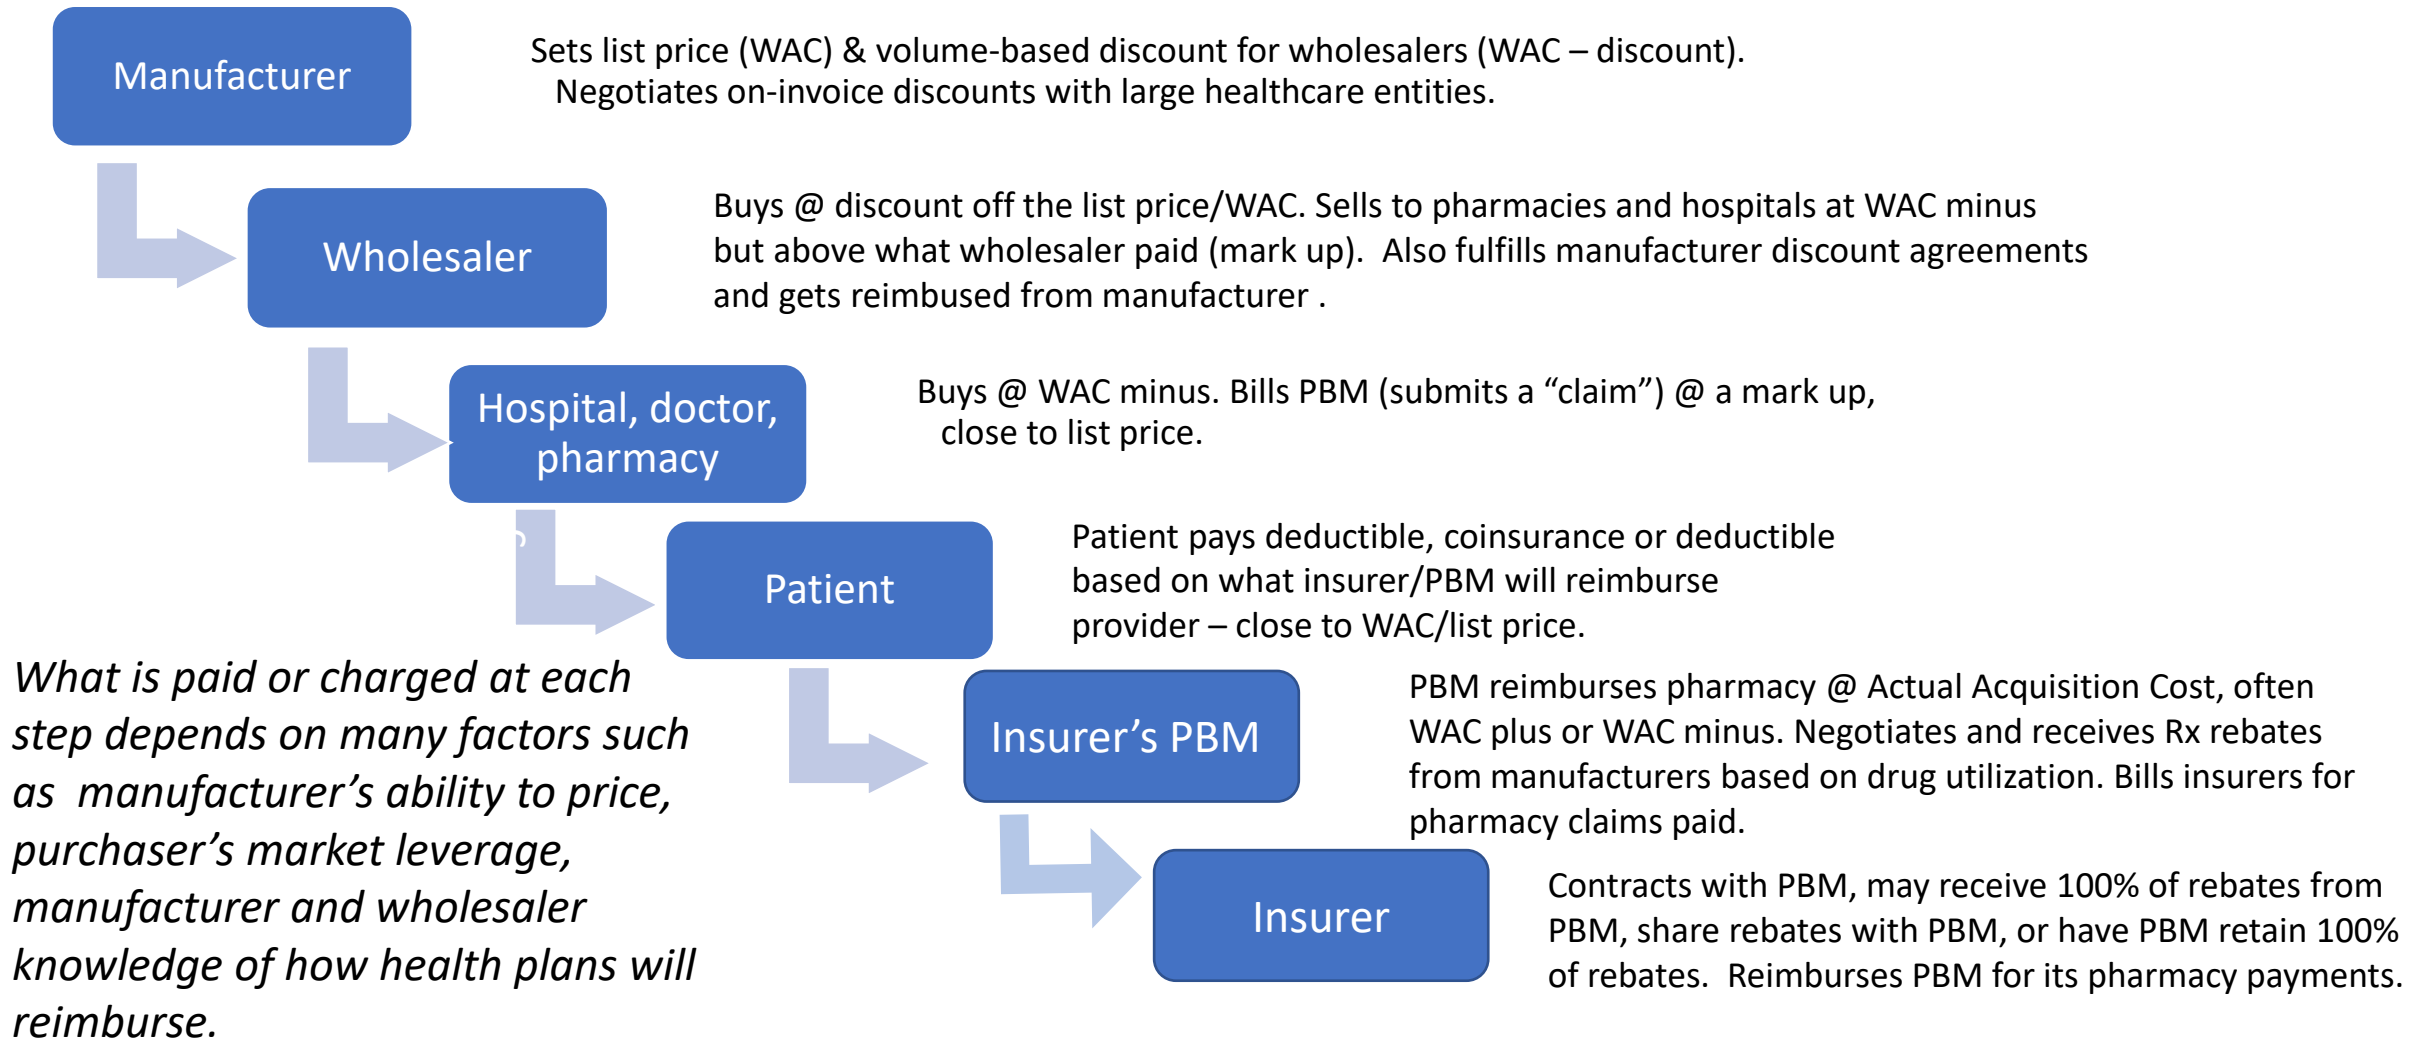 Manufacturer
Sets list price (WAC) & volume-based discount for wholesalers (WAC – discount).
Negotiates on-invoice discounts with large healthcare entities.
Wholesaler
Buys @ discount off the list price/WAC. Sells to pharmacies and hospitals at WAC minus
but above what wholesaler paid (mark up).  Also fulfills manufacturer discount agreements
and gets reimbused from manufacturer .
Hospital, doctor,
pharmacy
Buys @ WAC minus. Bills PBM (submits a “claim”) @ a mark up,
close to list price.
Patient
Patient pays deductible, coinsurance or deductible
based on what insurer/PBM will reimburse
provider – close to WAC/list price.
Insurer’s PBM
PBM reimburses pharmacy @ Actual Acquisition Cost, often
WAC plus or WAC minus. Negotiates and receives Rx rebates
from manufacturers based on drug utilization. Bills insurers for
pharmacy claims paid.
Insurer
Contracts with PBM, may receive 100% of rebates from
PBM, share rebates with PBM, or have PBM retain 100%
of rebates.  Reimburses PBM for its pharmacy payments.
What is paid or charged at each
step depends on many factors such
as  manufacturer’s ability to price,
purchaser’s market leverage,
manufacturer and wholesaler
knowledge of how health plans will
reimburse.